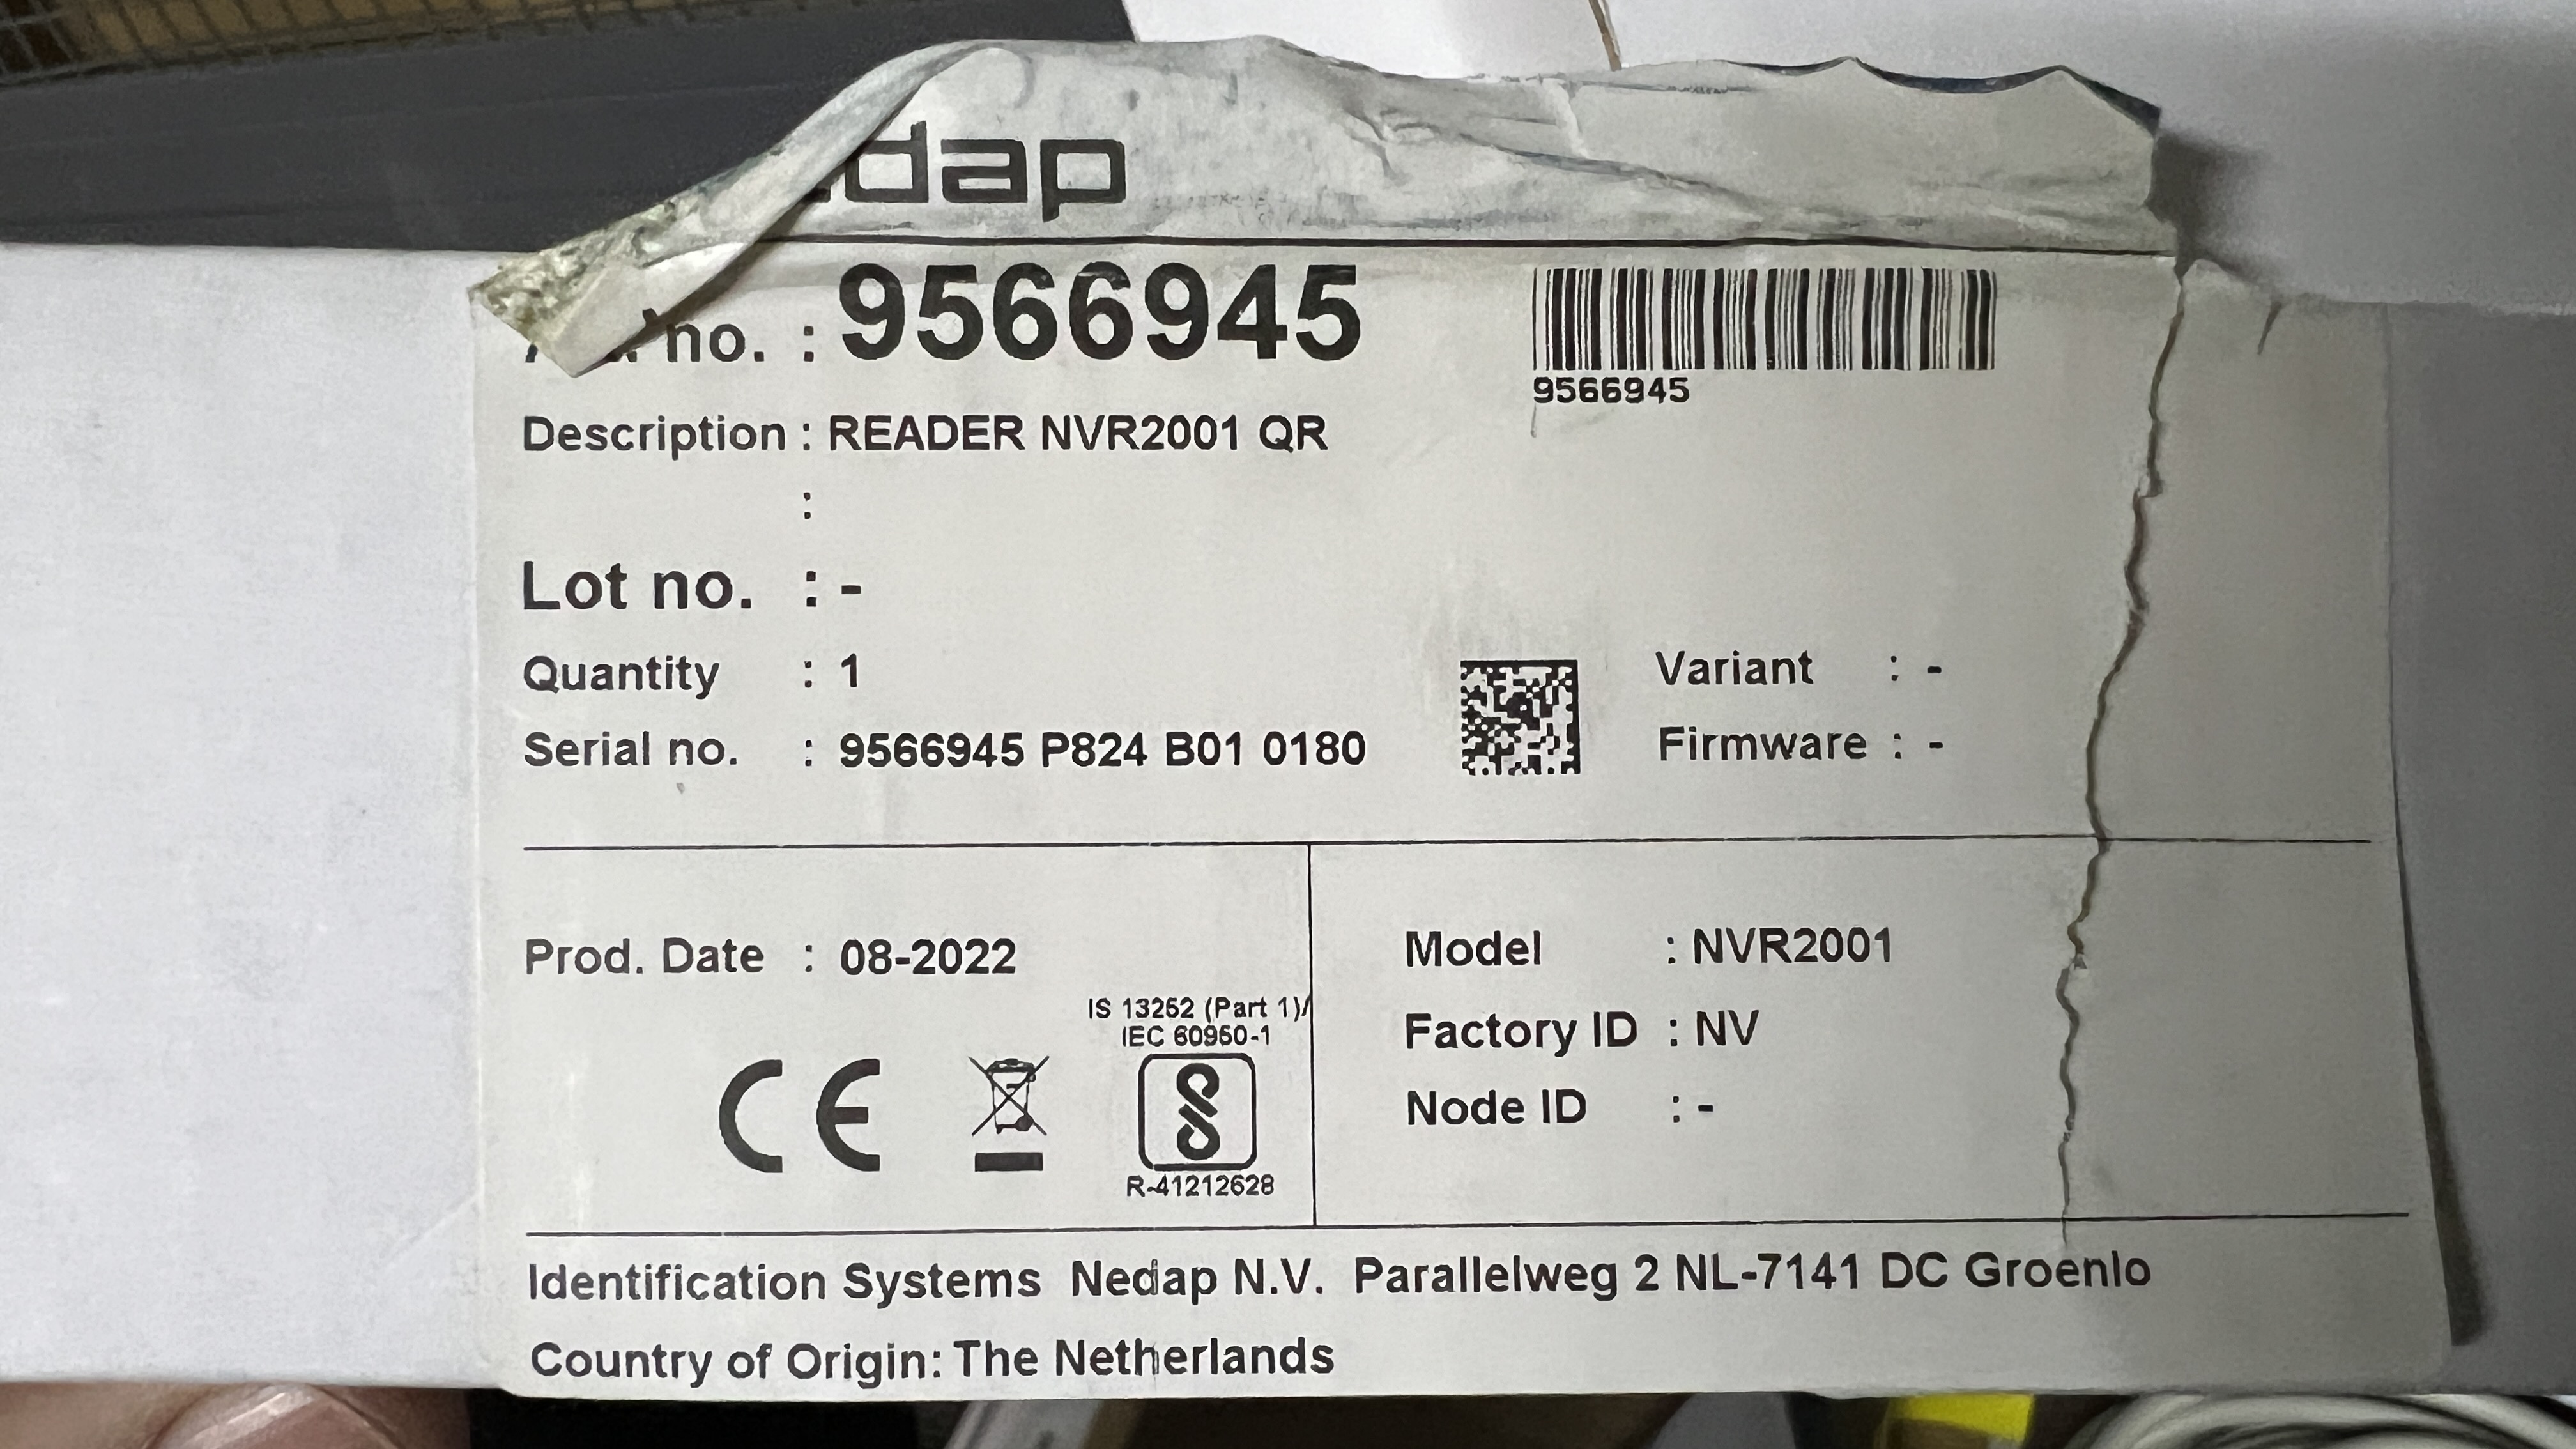 dap
no. : 9566945
9566945
Description : READER NVR2001 QR
:
Lot no. : -
Quantity : 1
Variant : -
Serial no. : 9566945 P824 B01 0180
Firmware : -
Prod. Date : 08-2022
IS 13252 (Part 1)/
IEC 60950-1
CE
R-41212628
Model : NVR2001
Factory ID : NV
Node ID : -
Identification Systems Nedap N.V. Parallelweg 2 NL-7141 DC Groenlo
Country of Origin: The Netherlands